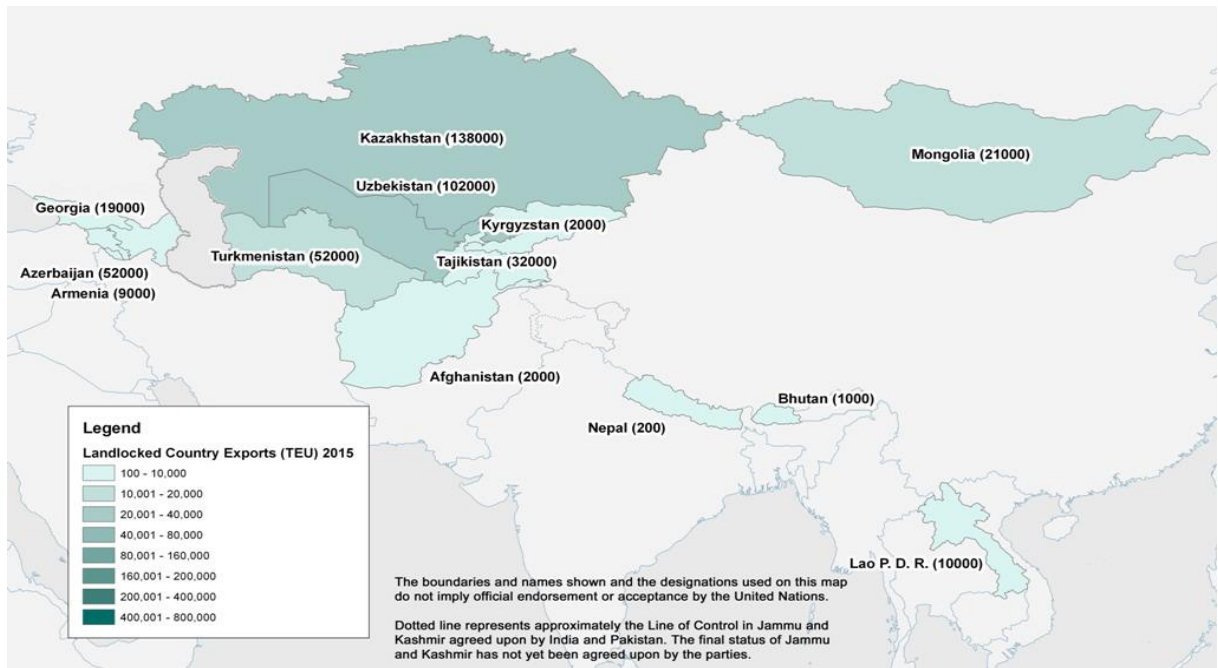 Kazakhstan (138000)
Mongolia (21000)
Uzbekistan (102000)
Georgia (19000)
Kyrgyzstan (2000)
Turkmenistan (52000)
Tajikistan (32000)
Azerbaijan (52000)
Armenia (9000)
Afghanistan (2000)
Bhutan (1000)
Nepal (200)
Lao P. D. R. (10000)
Legend
Landlocked Country Exports (TEU) 2015
100 - 10,000
10,001 - 20,000
20,001 - 40,000
40,001 - 80,000
80,001 - 160,000
160,001 - 200,000
200,001 - 400,000
400,001 - 800,000
The boundaries and names shown and the designations used on this map
do not imply official endorsement or acceptance by the United Nations.
Dotted line represents approximately the Line of Control in Jammu and
Kashmir agreed upon by India and Pakistan. The final status of Jammu
and Kashmir has not yet been agreed upon by the parties.